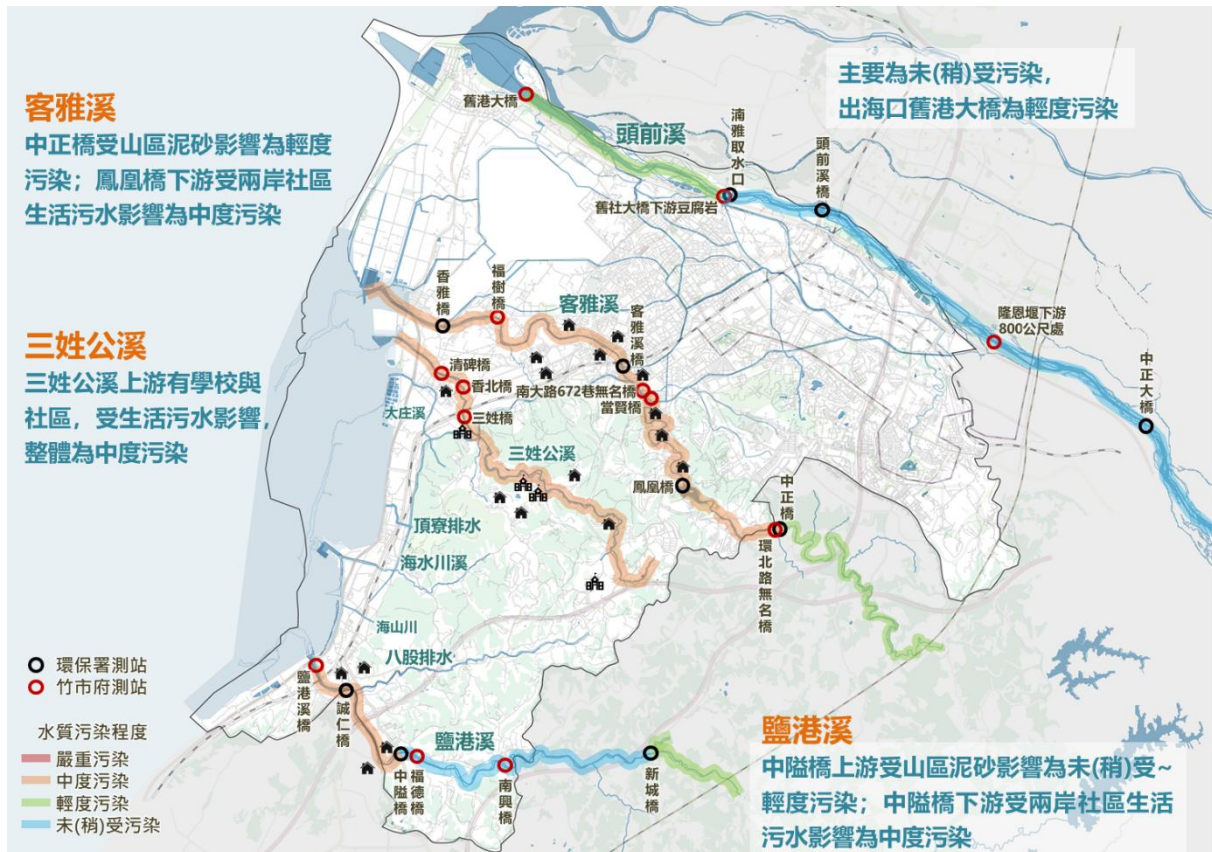 客雅溪
中正橋受山區泥砂影響為輕度
污染；鳳凰橋下游受兩岸社區
生活污水影響為中度污染
主要為未(稍)受污染，
出海口舊港大橋為輕度污染
舊港大橋
頭前溪
湳雅取水口
頭前溪橋
舊社大橋下游豆腐岩
隆恩堰下游
800公尺處
中正大橋
三姓公溪
三姓公溪上游有學校與
社區，受生活污水影響，
整體為中度污染
香雅橋
福樹橋
客雅溪
客雅溪橋
清碑橋
香北橋
南大路672巷無名橋
當賢橋
大庄溪
三姓橋
三姓公溪
鳳凰橋
中正橋
環北路無名橋
頂寮排水
海水川溪
海山川
八股排水
鹽港溪橋
誠仁橋
鹽港溪
中隘橋
福德橋
南興橋
新城橋
環保署測站
竹市府測站
水質污染程度
嚴重污染
中度污染
輕度污染
未(稍)受污染
鹽港溪
中隘橋上游受山區泥砂影響為未(稍)受~
輕度污染；中隘橋下游受兩岸社區生活
污水影響為中度污染